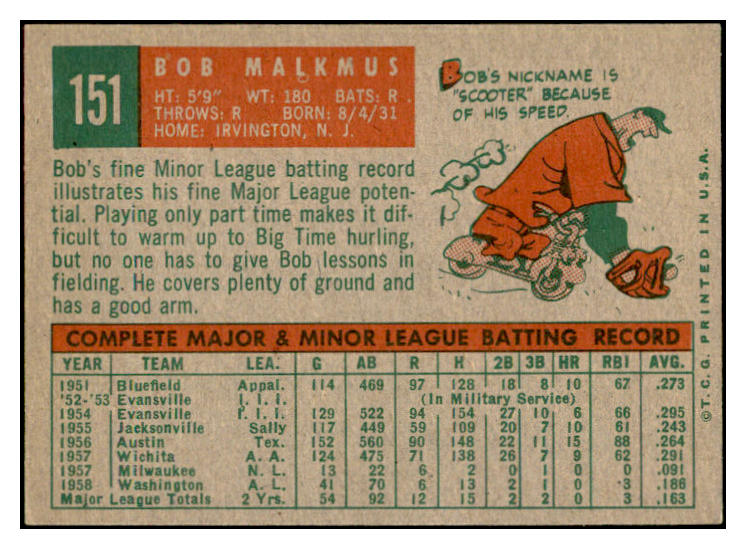 151
BOB MALKMUS
HT: 5'9" WT: 180 BATS: R
THROWS: R BORN: 8/4/31
HOME: IRVINGTON, N. J.
BOB'S NICKNAME IS
"SCOOTER" BECAUSE
OF HIS SPEED.
Bob's fine Minor League batting record
illustrates his fine Major League poten-
tial. Playing only part time makes it dif-
ficult to warm up to Big Time hurling,
but no one has to give Bob lessons in
fielding. He covers plenty of ground and
has a good arm.
COMPLETE MAJOR & MINOR LEAGUE BATTING RECORD
YEAR TEAM LEA. G AB R H 2B 3B HR RBI AVG.
1951 Bluefield Appal. 114 469 97 128 18 8 10 67 .273
'52-'53 Evansville I. I. I. (In Military Service)
1954 Evansville I. I. I. 129 522 94 154 27 10 6 66 .295
1955 Jacksonville Sally 117 449 59 109 20 7 10 61 .243
1956 Austin Tex. 152 560 90 148 22 11 15 88 .264
1957 Wichita A. A. 124 475 71 138 26 7 9 62 .291
1957 Milwaukee N. L. 13 22 6 2 0 1 0 0 .091
1958 Washington A. L. 41 70 6 13 2 1 0 3 .186
Major League Totals 2 Yrs. 54 92 12 15 2 2 0 3 .163
©T.C.G. PRINTED IN U.S.A.